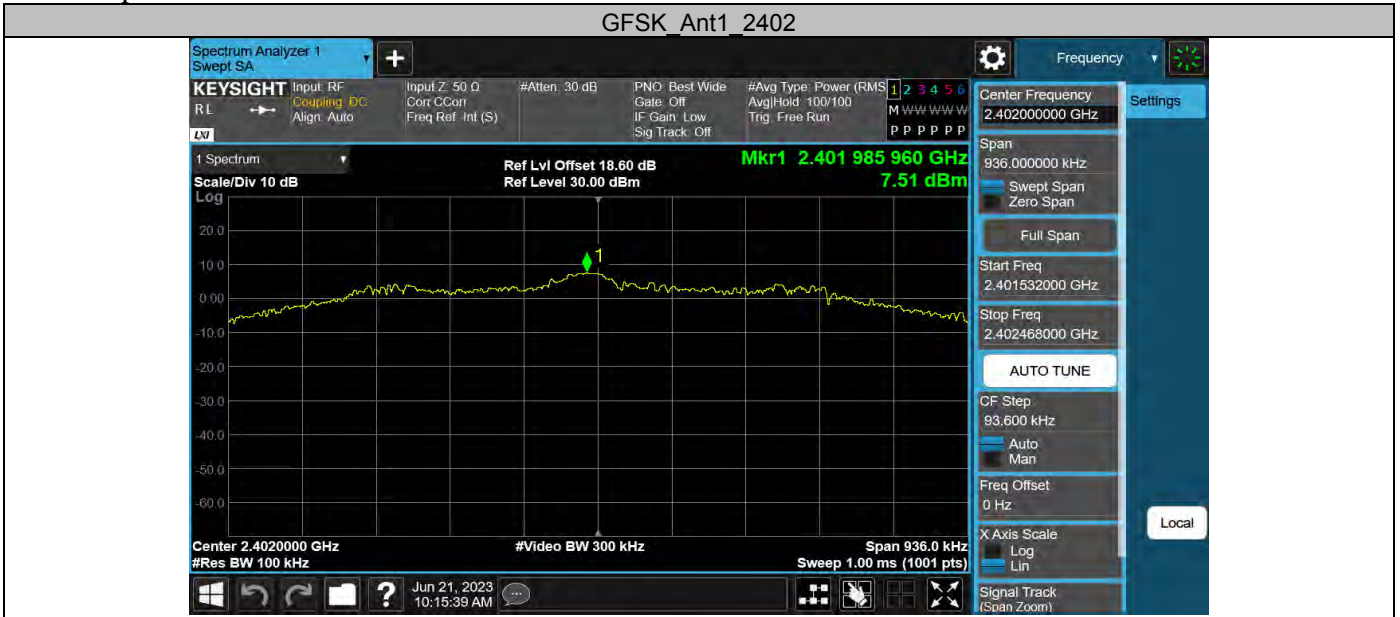 GFSK_Ant1_2402
Spectrum Analyzer 1
Swept SA
+
Frequency
KEYSIGHT
RL
LXI
Input: RF
Coupling: DC
Align: Auto
Input Z: 50 Ω
Corr CCorr
Freq Ref: Int (S)
#Atten: 30 dB
PNO: Best Wide
Gate: Off
IF Gain: Low
Sig Track: Off
#Avg Type: Power (RMS
Avg|Hold: 100/100
Trig: Free Run
1 2 3 4 5 6
M W W W W W
P P P P P P
1 Spectrum
Scale/Div 10 dB
Ref Lvl Offset 18.60 dB
Ref Level 30.00 dBm
Mkr1 2.401 985 960 GHz
7.51 dBm
Log
20.0
10.0
0.00
-10.0
-20.0
-30.0
-40.0
-50.0
-60.0
1
Center 2.4020000 GHz
#Res BW 100 kHz
#Video BW 300 kHz
Span 936.0 kHz
Sweep 1.00 ms (1001 pts)
Center Frequency
2.402000000 GHz
Settings
Span
936.000000 kHz
Swept Span
Zero Span
Full Span
Start Freq
2.401532000 GHz
Stop Freq
2.402468000 GHz
AUTO TUNE
CF Step
93.600 kHz
Auto
Man
Freq Offset
0 Hz
X Axis Scale
Log
Lin
Local
Signal Track
(Span Zoom)
?
Jun 21, 2023
10:15:39 AM